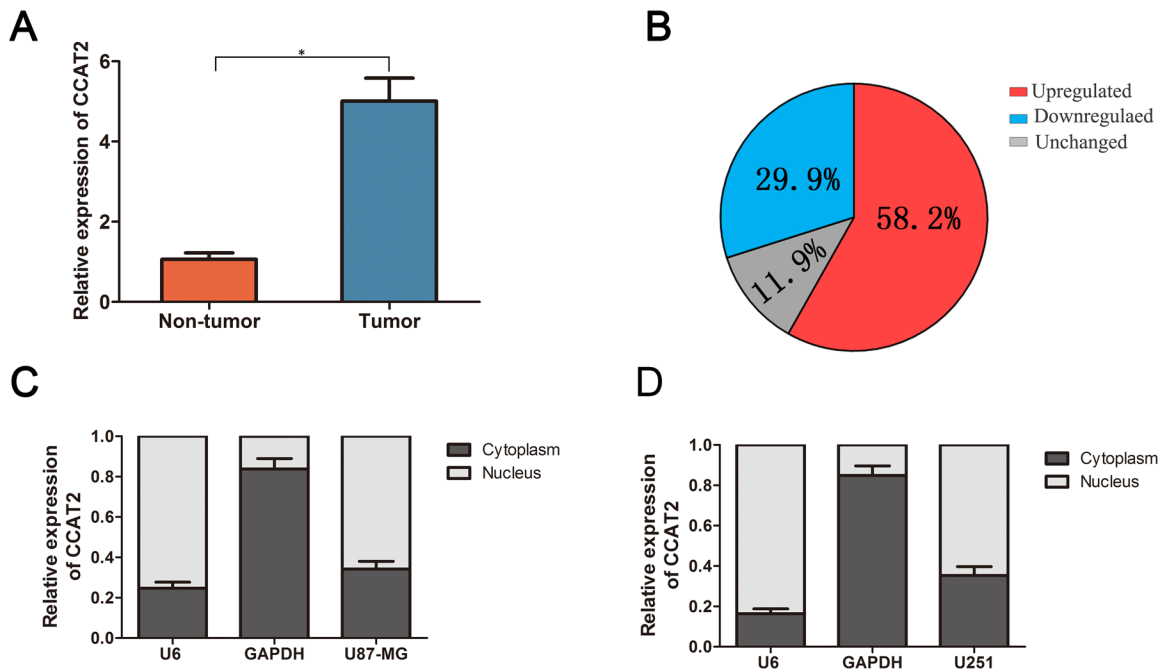 A
Relative expression of CCAT2
6
4
2
0
*
Non-tumor
Tumor
B
Upregulated
Downregulaed
Unchanged
29.9%
58.2%
11.9%
C
Relative expression
of CCAT2
1.0
0.8
0.6
0.4
0.2
0.0
U6
GAPDH
U87-MG
Cytoplasm
Nucleus
D
Relative expression
of CCAT2
1.0
0.8
0.6
0.4
0.2
0.0
U6
GAPDH
U251
Cytoplasm
Nucleus